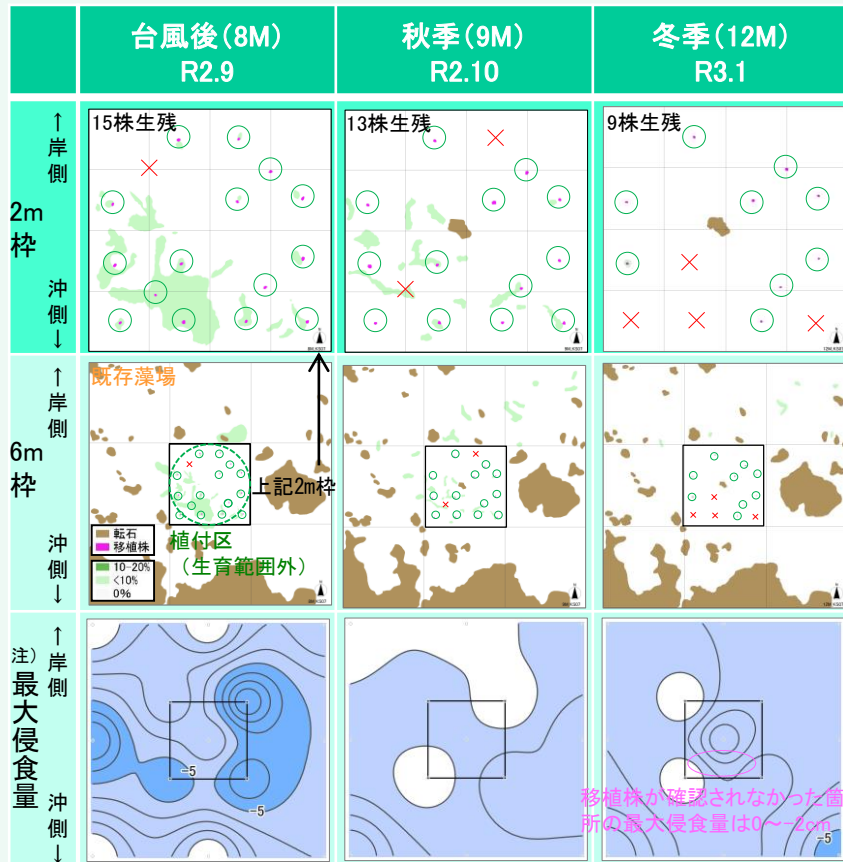 台風後(8M)
R2.9
秋季(9M)
R2.10
冬季(12M)
R3.1
2m
枠
↑
岸
側
沖
側
↓
15株生残
13株生残
9株生残
6m
枠
↑
岸
側
沖
側
↓
既存藻場
上記2m枠
植付区
(生育範囲外)
転石
移植株
10-20%
<10%
0%
注)
最
大
侵
食
量
↑
岸
側
沖
側
↓
-5
-5
移植株が確認されなかった箇
所の最大侵食量は0~-2cm
-5